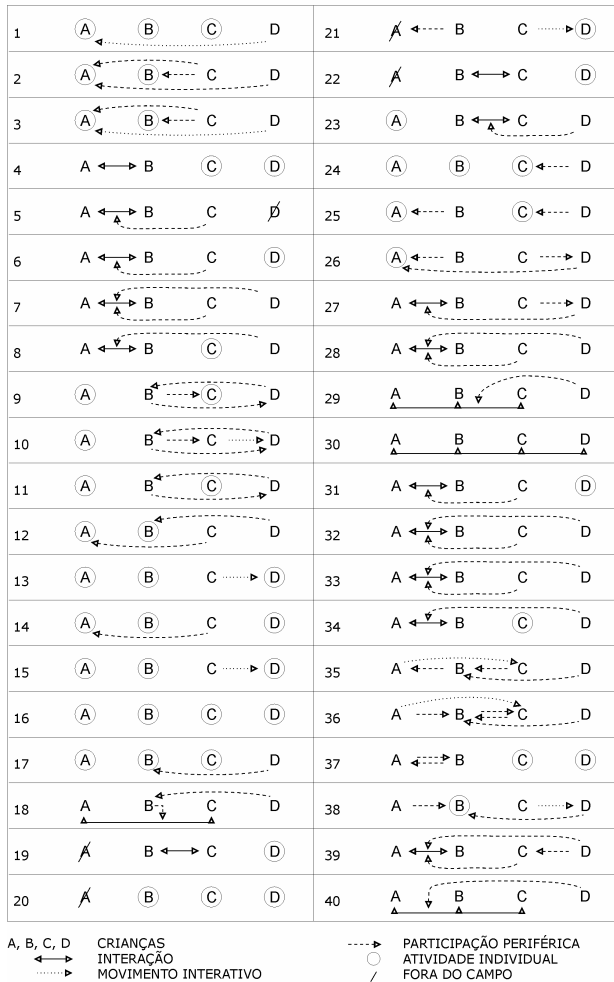 1 A B C D
2 A B C D
3 A B C D
4 A B C D
5 A B C D
6 A B C D
7 A B C D
8 A B C D
9 A B C D
10 A B C D
11 A B C D
12 A B C D
13 A B C D
14 A B C D
15 A B C D
16 A B C D
17 A B C D
18 A B C D
19 A B C D
20 A B C D
21 A B C D
22 A B C D
23 A B C D
24 A B C D
25 A B C D
26 A B C D
27 A B C D
28 A B C D
29 A B C D
30 A B C D
31 A B C D
32 A B C D
33 A B C D
34 A B C D
35 A B C D
36 A B C D
37 A B C D
38 A B C D
39 A B C D
40 A B C D
A, B, C, D CRIANÇAS
INTERAÇÃO
MOVIMENTO INTERATIVO
PARTICIPAÇÃO PERIFÉRICA
ATIVIDADE INDIVIDUAL
FORA DO CAMPO